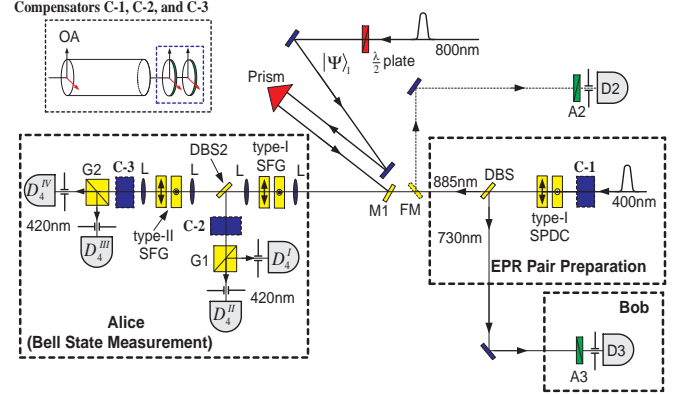 Compensators C-1, C-2, and C-3
OA
|Ψ⟩₁
λ/2 plate
800nm
Prism
D2
A2
DBS2
type-I
SFG
G2
C-3
L
L
L
L
D₄^IV
420nm
D₄^III
type-II
SFG
C-2
G1
D₄^I
420nm
D₄^II
Alice
(Bell State Measurement)
M1
FM
885nm
DBS
C-1
730nm
type-I
SPDC
400nm
EPR Pair Preparation
Bob
D3
A3